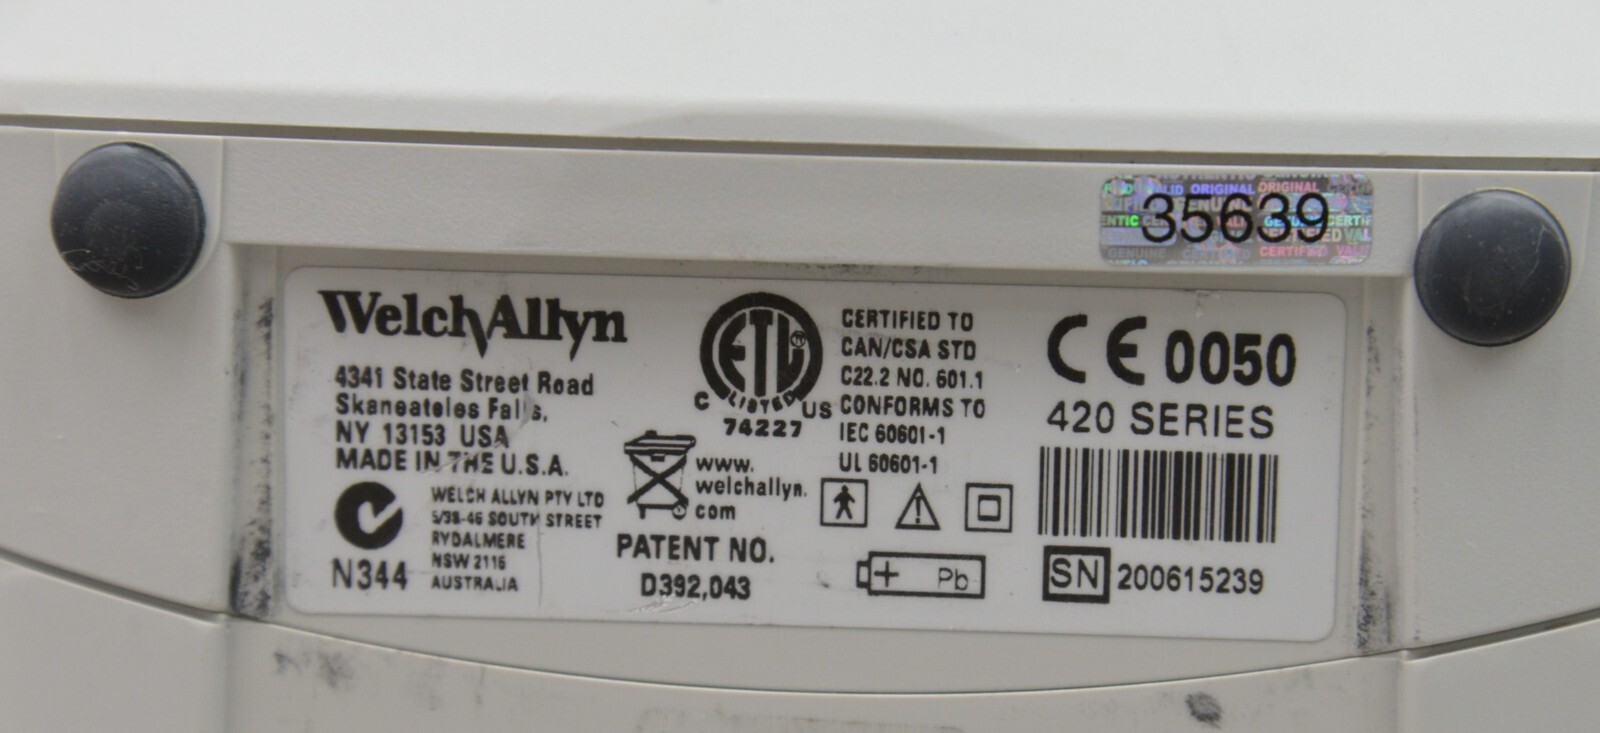 35639
WelchAllyn
4341 State Street Road
Skaneateles Falls,
NY 13153 USA
MADE IN THE U.S.A.
N344
WELCH ALLYN PTY LTD
5/38-46 SOUTH STREET
RYDALMERE
NSW 2116
AUSTRALIA
ETL
C LISTED US
74227
www.
welchallyn.
com
PATENT NO.
D392,043
CERTIFIED TO
CAN/CSA STD
C22.2 NO. 601.1
CONFORMS TO
IEC 60601-1
UL 60601-1
+ Pb
CE 0050
420 SERIES
SN 200615239